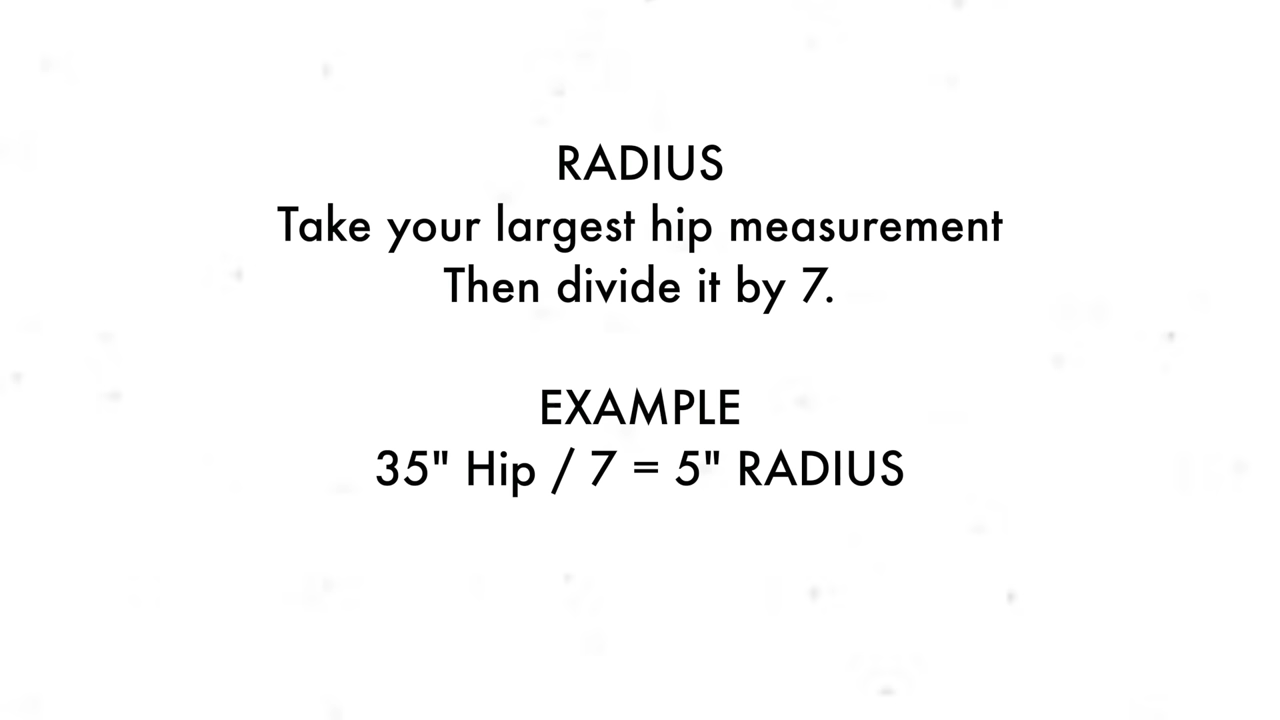 RADIUS
Take your largest hip measurement
Then divide it by 7.
EXAMPLE
35" Hip / 7 = 5" RADIUS